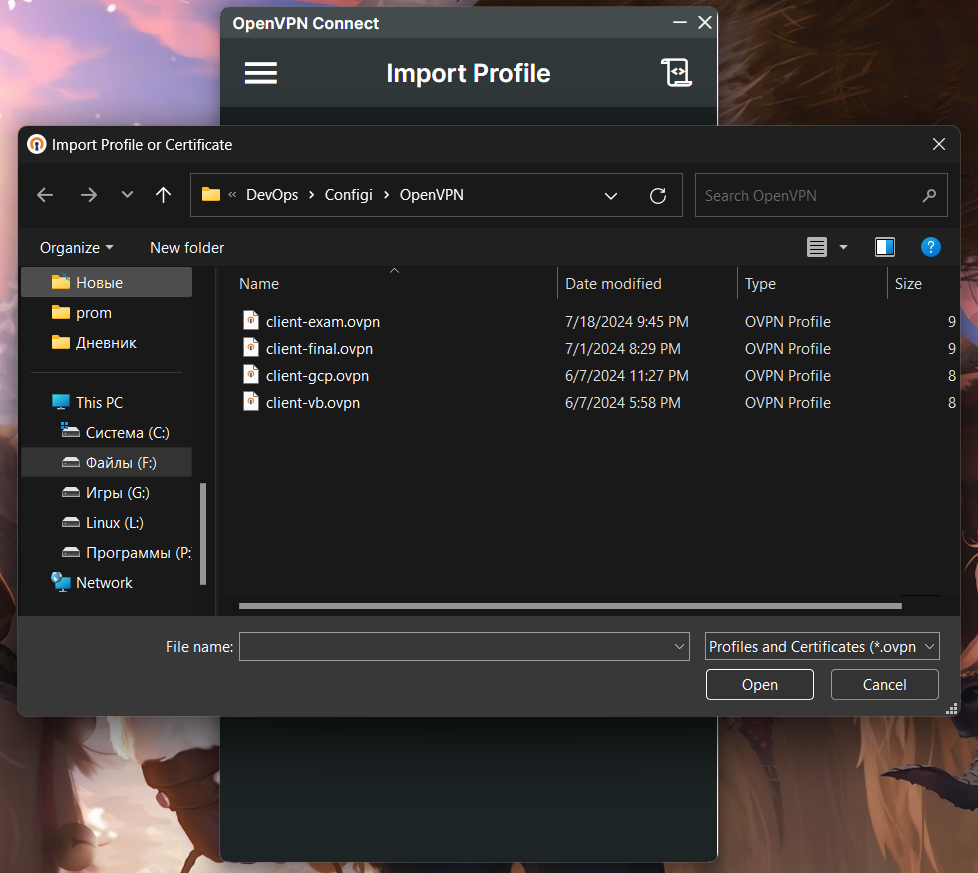 OpenVPN Connect
Import Profile
Import Profile or Certificate
« DevOps › Configi › OpenVPN
Search OpenVPN
Organize
New folder
Новые
prom
Дневник
This PC
Система (C:)
Файлы (F:)
Игры (G:)
Linux (L:)
Программы (P:
Network
Name Date modified Type Size
client-exam.ovpn 7/18/2024 9:45 PM OVPN Profile 9
client-final.ovpn 7/1/2024 8:29 PM OVPN Profile 9
client-gcp.ovpn 6/7/2024 11:27 PM OVPN Profile 8
client-vb.ovpn 6/7/2024 5:58 PM OVPN Profile 8
File name:
Profiles and Certificates (*.ovpn
Open
Cancel